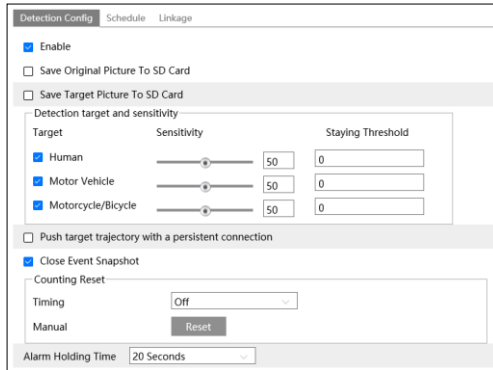 Detection Config Schedule Linkage
Enable
Save Original Picture To SD Card
Save Target Picture To SD Card
Detection target and sensitivity
Target Sensitivity Staying Threshold
Human 50 0
Motor Vehicle 50 0
Motorcycle/Bicycle 50 0
Push target trajectory with a persistent connection
Close Event Snapshot
Counting Reset
Timing Off
Manual Reset
Alarm Holding Time 20 Seconds